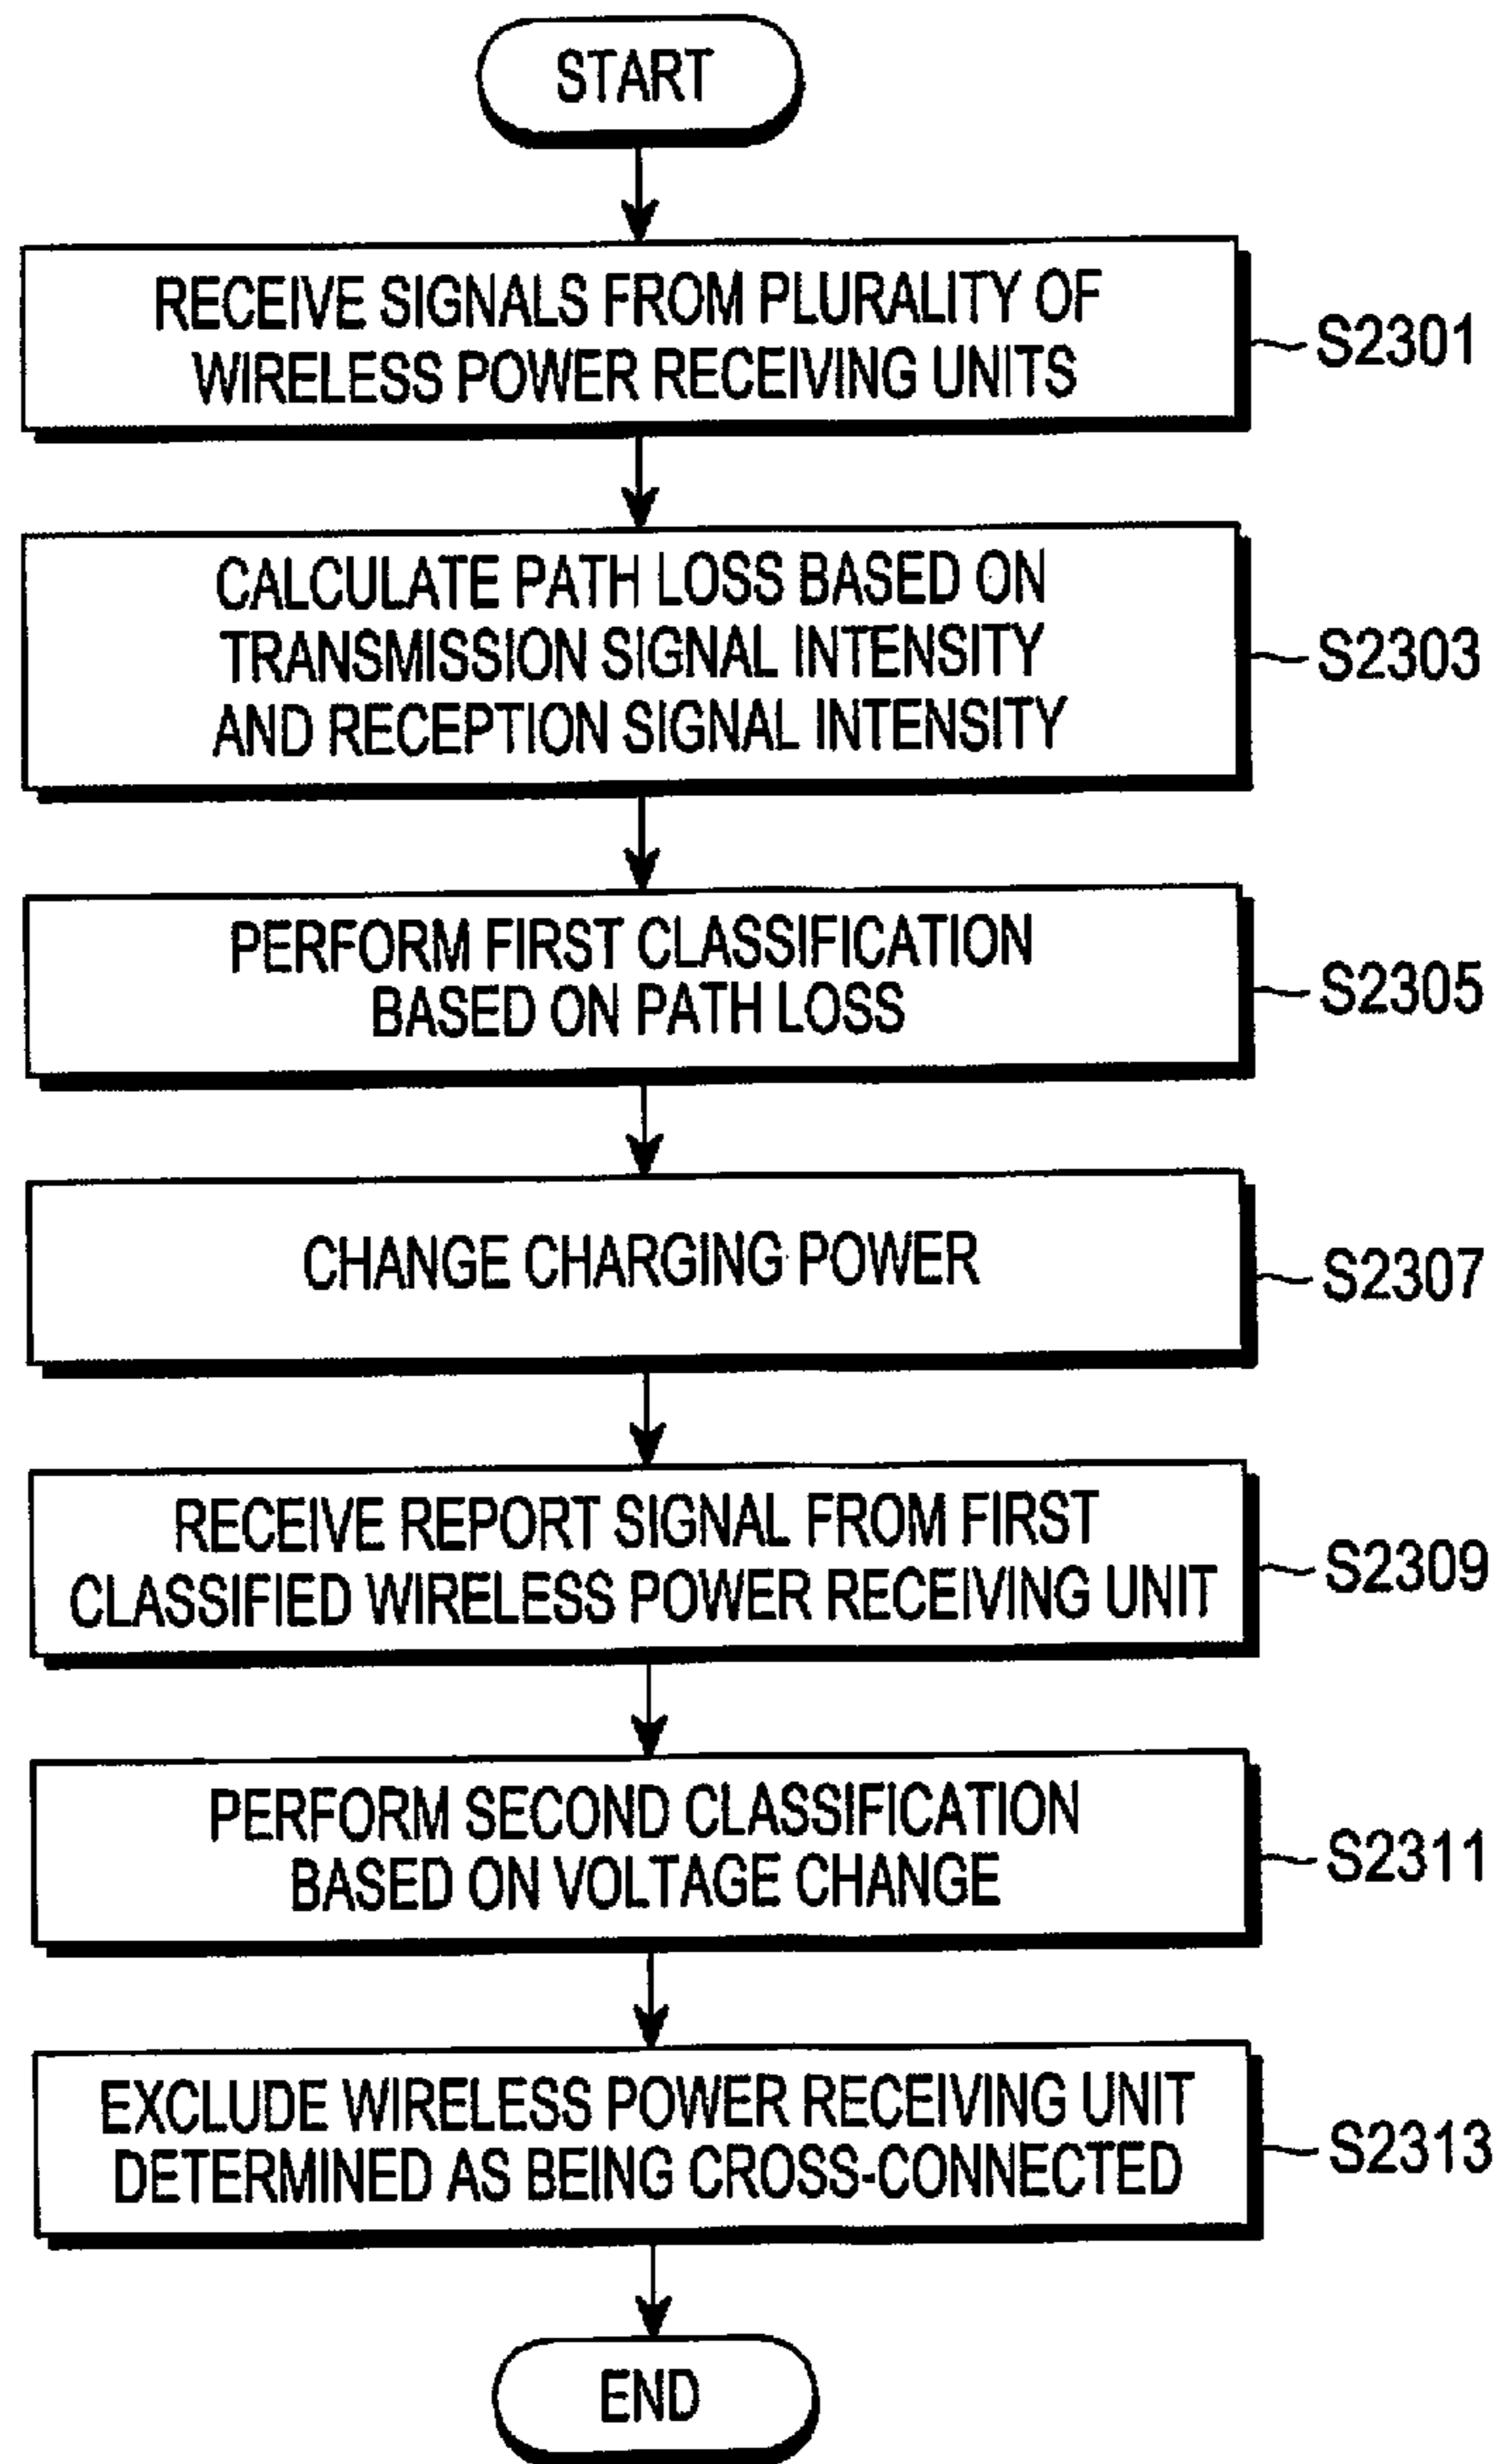 START
RECEIVE SIGNALS FROM PLURALITY OF
WIRELESS POWER RECEIVING UNITS
S2301
CALCULATE PATH LOSS BASED ON
TRANSMISSION SIGNAL INTENSITY
AND RECEPTION SIGNAL INTENSITY
S2303
PERFORM FIRST CLASSIFICATION
BASED ON PATH LOSS
S2305
CHANGE CHARGING POWER
S2307
RECEIVE REPORT SIGNAL FROM FIRST
CLASSIFIED WIRELESS POWER RECEIVING UNIT
S2309
PERFORM SECOND CLASSIFICATION
BASED ON VOLTAGE CHANGE
S2311
EXCLUDE WIRELESS POWER RECEIVING UNIT
DETERMINED AS BEING CROSS-CONNECTED
S2313
END